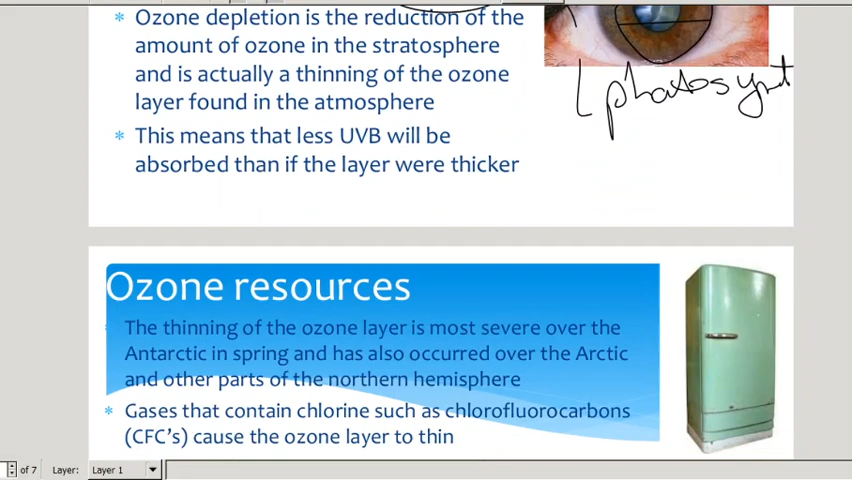 Ozone depletion is the reduction of the
amount of ozone in the stratosphere
and is actually a thinning of the ozone
layer found in the atmosphere
This means that less UVB will be
absorbed than if the layer were thicker
Ozone resources
The thinning of the ozone layer is most severe over the
Antarctic in spring and has also occurred over the Arctic
and other parts of the northern hemisphere
Gases that contain chlorine such as chlorofluorocarbons
(CFC's) cause the ozone layer to thin
of 7 Layer: Layer 1